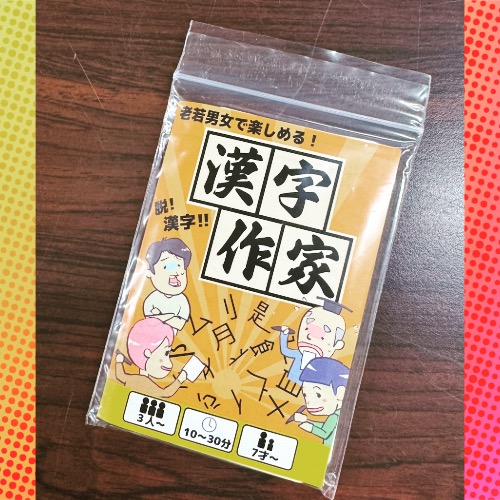 老若男女で楽しめる！
漢字
作家
脱！
漢字!!
3人～
10～30分
7才～